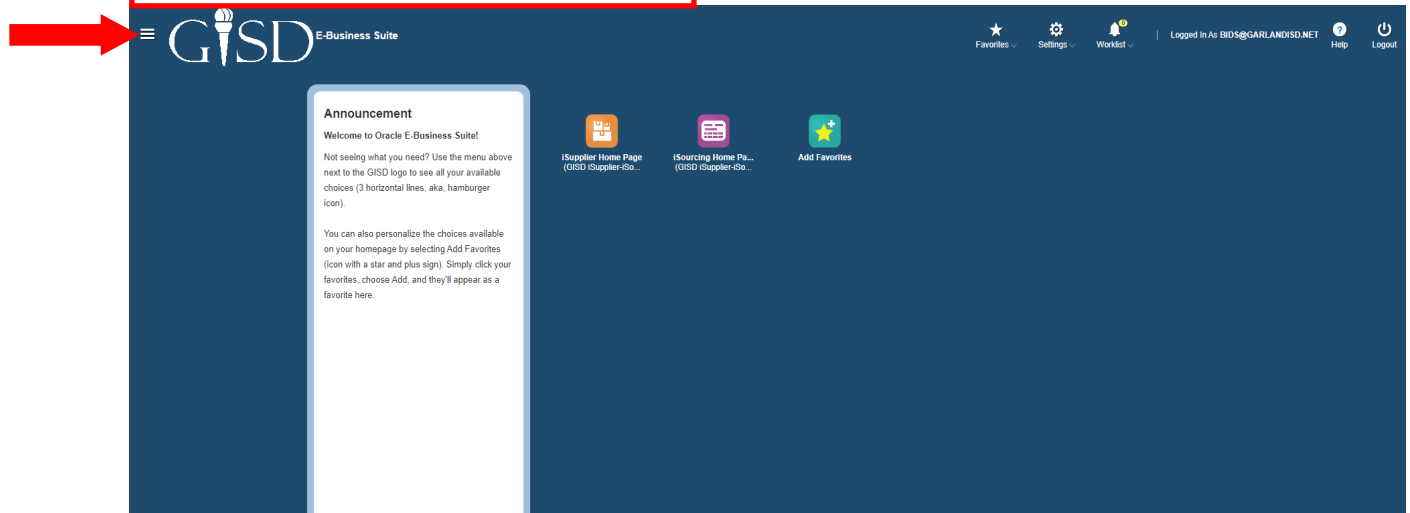 GISD
E-Business Suite
Favorites
Settings
0
Worklist
Logged In As BIDS@GARLANDISD.NET
?
Help
Logout
Announcement
Welcome to Oracle E-Business Suite!
Not seeing what you need? Use the menu above
next to the GISD logo to see all your available
choices (3 horizontal lines, aka, hamburger
icon).
You can also personalize the choices available
on your homepage by selecting Add Favorites
(icon with a star and plus sign). Simply click your
favorites, choose Add, and they'll appear as a
favorite here.
iSupplier Home Page
(GISD iSupplier-iSo...
iSourcing Home Pa...
(GISD iSupplier-iSo...
Add Favorites